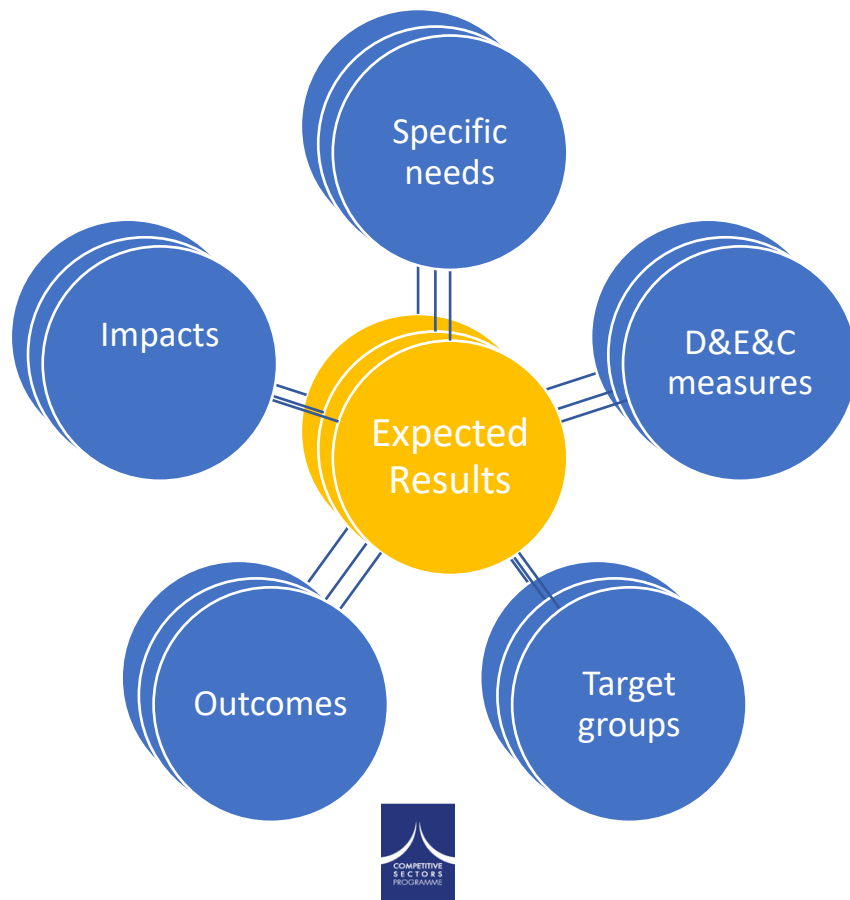 Specific
needs
Impacts
D&E&C
measures
Expected
Results
Outcomes
Target
groups
COMPETITIVE
SECTORS
PROGRAMME